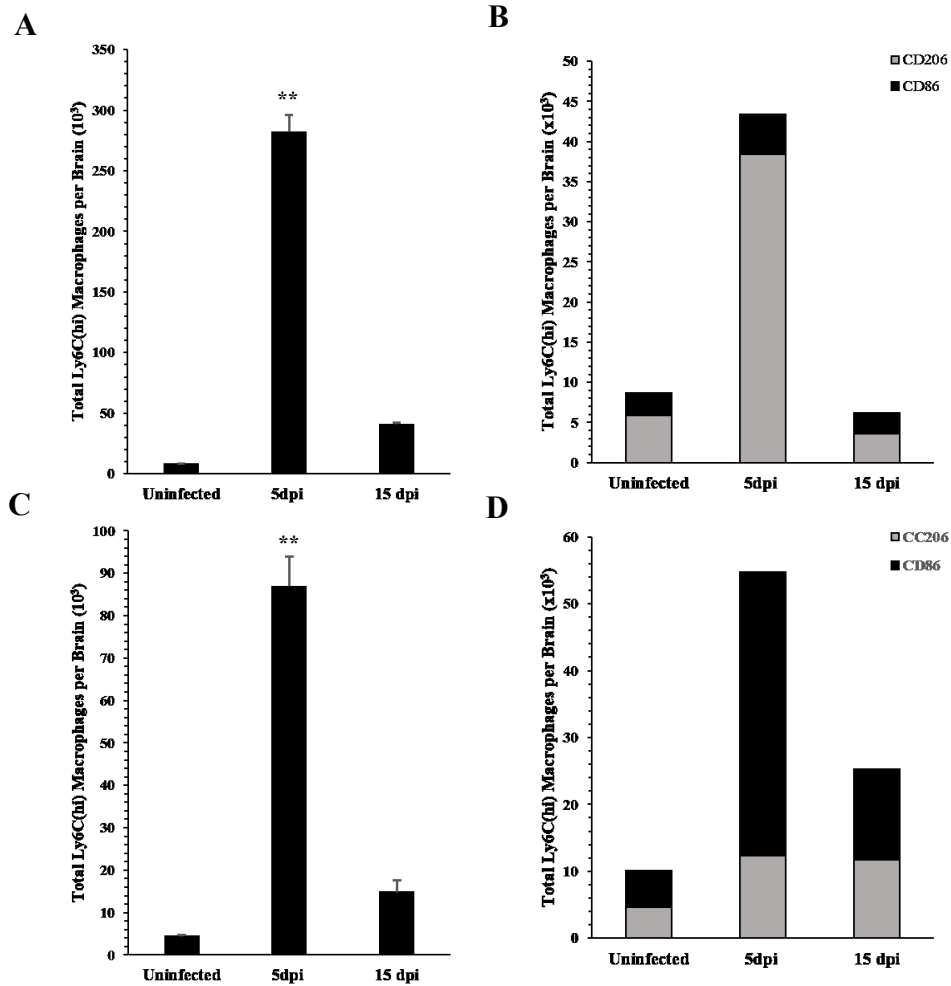 A
Total Ly6C(hi) Macrophages per Brain (10³)
350
300
250
200
150
100
50
0
**
Uninfected 5dpi 15 dpi
B
Total Ly6C(hi) Macrophages per Brain (x10³)
50
45
40
35
30
25
20
15
10
5
0
CD206
CD86
Uninfected 5dpi 15 dpi
C
Total Ly6C(hi) Macrophages per Brain (10³)
100
90
80
70
60
50
40
30
20
10
0
**
Uninfected 5dpi 15 dpi
D
Total Ly6C(hi) Macrophages per Brain (x10³)
60
50
40
30
20
10
0
CC206
CD86
Uninfected 5dpi 15 dpi